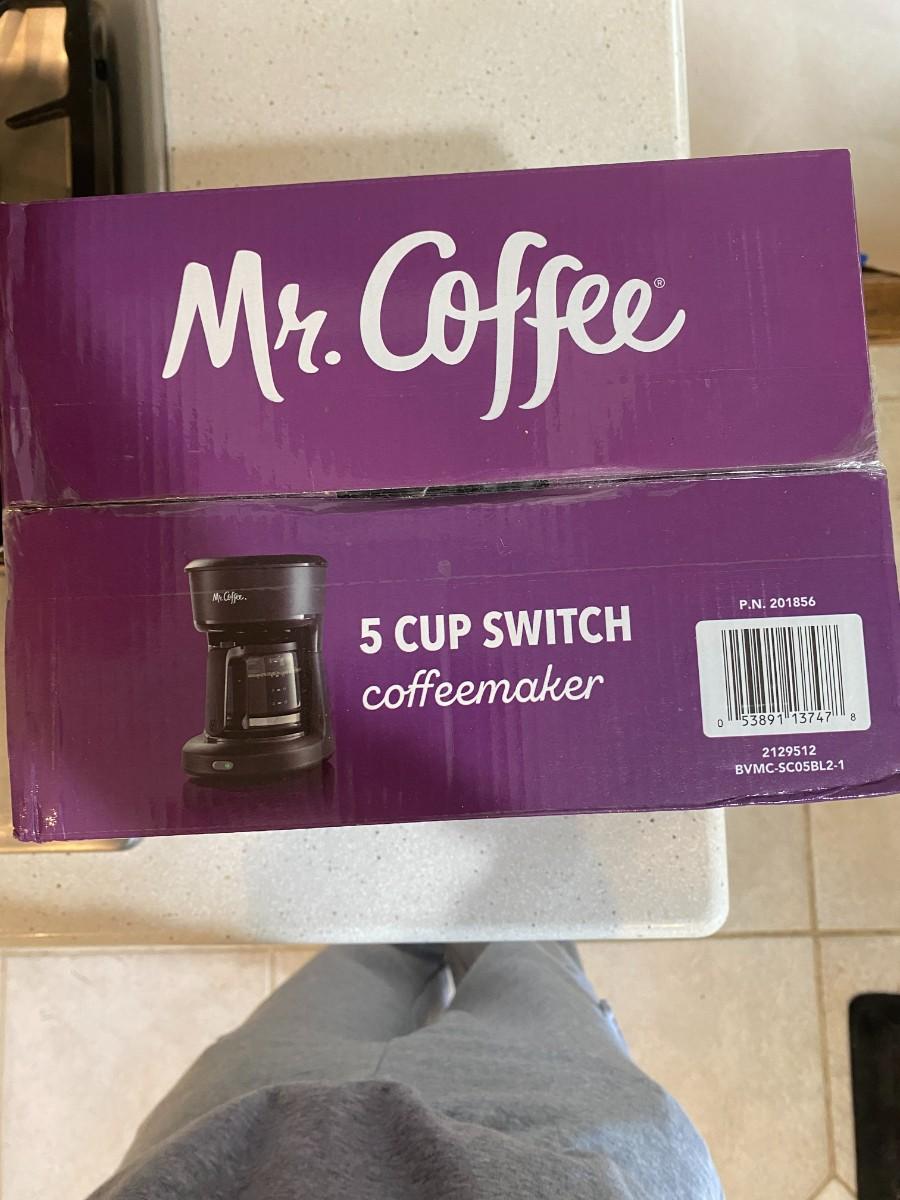 Mr. Coffee®
Mr. Coffee.
5 CUP SWITCH
coffeemaker
P.N. 201856
0 53891 13747 8
2129512
BVMC-SC05BL2-1